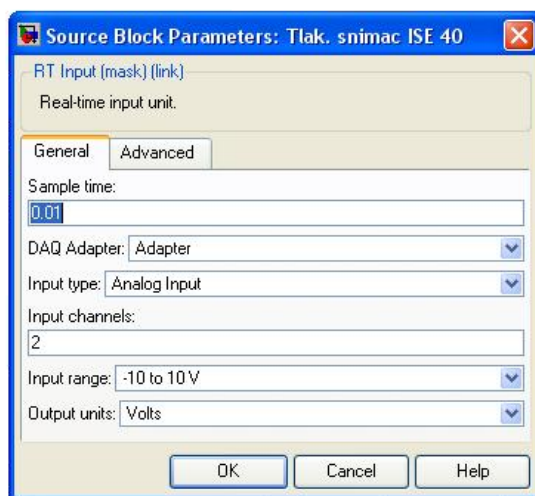 Source Block Parameters: Tlak. snimac ISE 40
RT Input (mask) (link)
Real-time input unit.
General Advanced
Sample time:
0.01
DAQ Adapter: Adapter
Input type: Analog Input
Input channels:
2
Input range: -10 to 10 V
Output units: Volts
OK Cancel Help